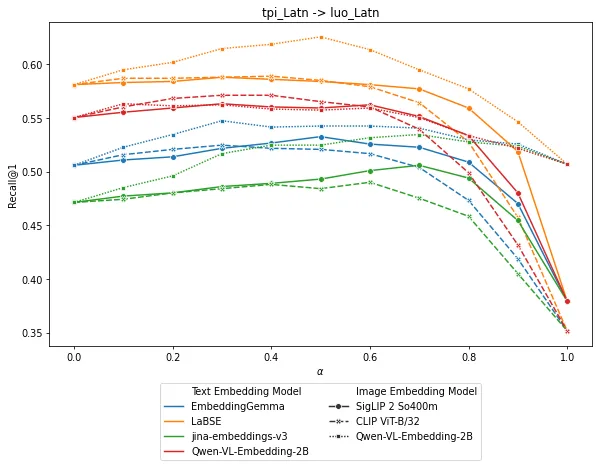 tpi_Latn -> luo_Latn
Recall@1
0.60
0.55
0.50
0.45
0.40
0.35
0.0 0.2 0.4 0.6 0.8 1.0
α
Text Embedding Model Image Embedding Model
EmbeddingGemma SigLIP 2 So400m
LaBSE CLIP ViT-B/32
jina-embeddings-v3 Qwen-VL-Embedding-2B
Qwen-VL-Embedding-2B